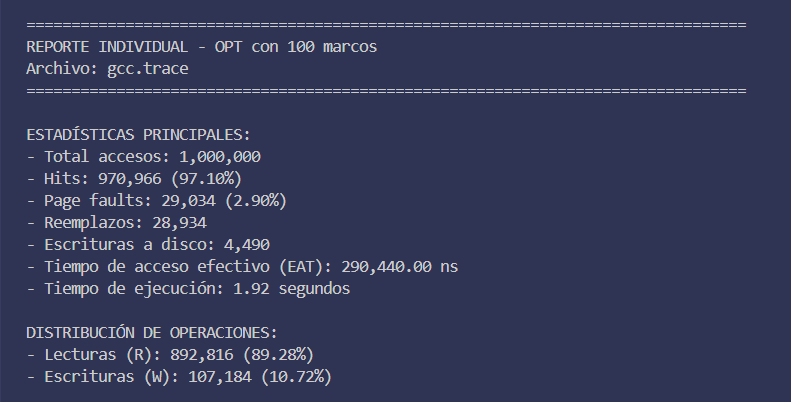 ================================================================================
REPORTE INDIVIDUAL - OPT con 100 marcos
Archivo: gcc.trace
================================================================================
ESTADÍSTICAS PRINCIPALES:
- Total accesos: 1,000,000
- Hits: 970,966 (97.10%)
- Page faults: 29,034 (2.90%)
- Reemplazos: 28,934
- Escrituras a disco: 4,490
- Tiempo de acceso efectivo (EAT): 290,440.00 ns
- Tiempo de ejecución: 1.92 segundos
DISTRIBUCIÓN DE OPERACIONES:
- Lecturas (R): 892,816 (89.28%)
- Escrituras (W): 107,184 (10.72%)